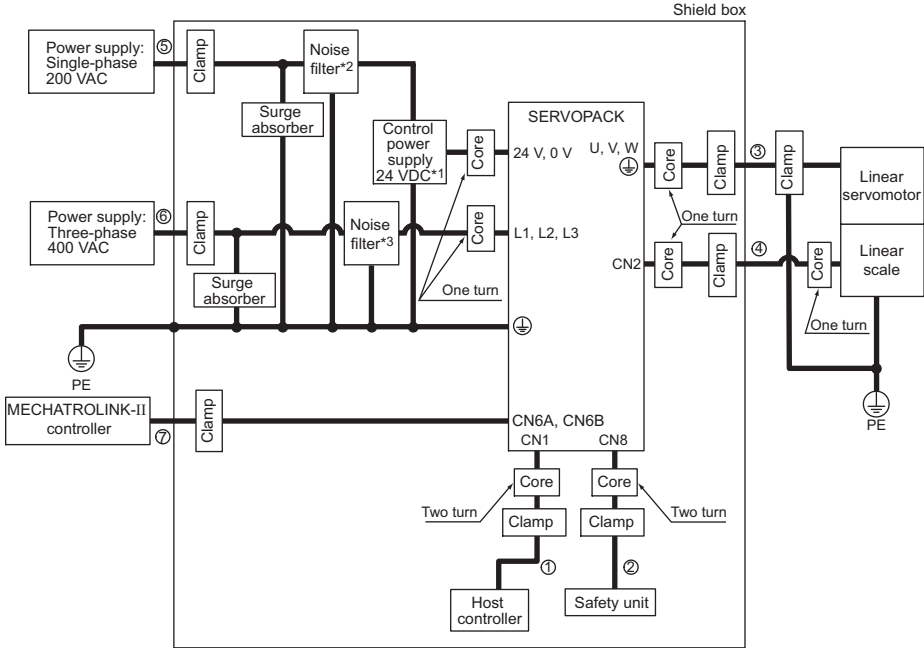 Shield box
Power supply:
Single-phase
200 VAC
⑤
Clamp
Noise
filter*2
Surge
absorber
Control
power
supply
24 VDC*1
Core
SERVOPACK
24 V, 0 V
U, V, W
Core
Clamp
③
Clamp
Linear
servomotor
Power supply:
Three-phase
400 VAC
⑥
Clamp
Noise
filter*3
Core
L1, L2, L3
One turn
CN2
Core
Clamp
④
Core
Linear
scale
Surge
absorber
One turn
One turn
PE
PE
MECHATROLINK-II
controller
⑦
Clamp
CN6A, CN6B
CN1
CN8
Core
Core
Two turn
Two turn
Clamp
Clamp
①
②
Host
controller
Safety unit